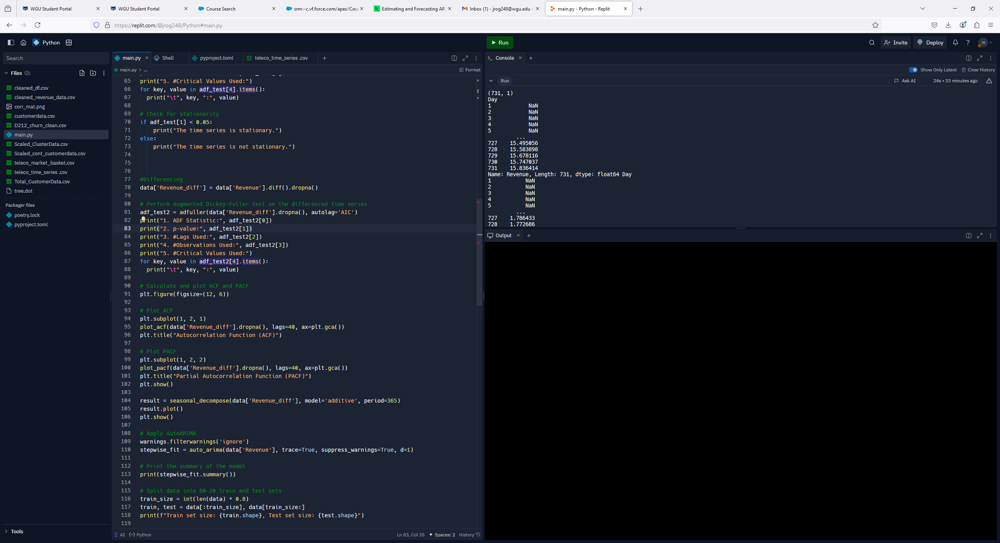 WGU Student Portal
WGU Student Portal
Course Search
srm--c.vf.force.com/apex/Cou
Estimating and Forecasting AR
Inbox (1) - jrog248@wgu.edu -
main.py - Python - Replit
https://replit.com/@jrog248/Python#main.py
Python
Run
Invite
Deploy
JR
Search
Files
cleaned_df.csv
cleaned_revenue_data.csv
corr_mat.png
customerdata.csv
D212_churn_clean.csv
main.py
Scaled_ClusterData.csv
Scaled_cont_customerdata.csv
teleco_market_basket.csv
teleco_time_series .csv
Total_CustomerData.csv
tree.dot
Packager files
poetry.lock
pyproject.toml
Tools
main.py
Shell
pyproject.toml
teleco_time_series .csv
main.py > ...
Format
65 print("5. #Critical Values Used:")
66 for key, value in adf_test[4].items():
67 print("\t", key, ":", value)
68
69 # Check for stationarity
70 if adf_test[1] < 0.05:
71 print("The time series is stationary.")
72 else:
73 print("The time series is not stationary.")
74
75
76
77 #Differencing
78 data['Revenue_diff'] = data['Revenue'].diff().dropna()
79
80 # Perform Augmented Dickey-Fuller test on the differenced time series
81 adf_test2 = adfuller(data['Revenue_diff'].dropna(), autolag='AIC')
82 print("1. ADF Statistic:", adf_test2[0])
83 print("2. p-value:", adf_test2[1])
84 print("3. #Lags Used:", adf_test2[2])
85 print("4. #Observations Used:", adf_test2[3])
86 print("5. #Critical Values Used:")
87 for key, value in adf_test2[4].items():
88 print("\t", key, ":", value)
89
90 # Calculate and plot ACF and PACF
91 plt.figure(figsize=(12, 6))
92
93 # Plot ACF
94 plt.subplot(1, 2, 1)
95 plot_acf(data['Revenue_diff'].dropna(), lags=40, ax=plt.gca())
96 plt.title("Autocorrelation Function (ACF)")
97
98 # Plot PACF
99 plt.subplot(1, 2, 2)
100 plot_pacf(data['Revenue_diff'].dropna(), lags=40, ax=plt.gca())
101 plt.title("Partial Autocorrelation Function (PACF)")
102 plt.show()
103
104 result = seasonal_decompose(data['Revenue_diff'], model='additive', period=365)
105 result.plot()
106 plt.show()
107
108 # Apply AutoARIMA
109 warnings.filterwarnings('ignore')
110 stepwise_fit = auto_arima(data['Revenue'], trace=True, suppress_warnings=True, d=1)
111
112 # Print the summary of the model
113 print(stepwise_fit.summary())
114
115 # Split data into 80-20 train and test sets
116 train_size = int(len(data) * 0.8)
117 train, test = data[:train_size], data[train_size:]
118 print(f"Train set size: {train.shape}, Test set size: {test.shape}")
119
AI
Python
Ln 83, Col 35
Spaces: 2
History
Console
Show Only Latest
Clear History
Run
Ask AI
24s • 33 minutes ago
(731, 1)
Day
1 NaN
2 NaN
3 NaN
4 NaN
5 NaN
...
727 15.495056
728 15.583898
729 15.678116
730 15.747037
731 15.836414
Name: Revenue, Length: 731, dtype: float64 Day
1 NaN
2 NaN
3 NaN
4 NaN
5 NaN
...
727 1.786433
728 1.772686
Output